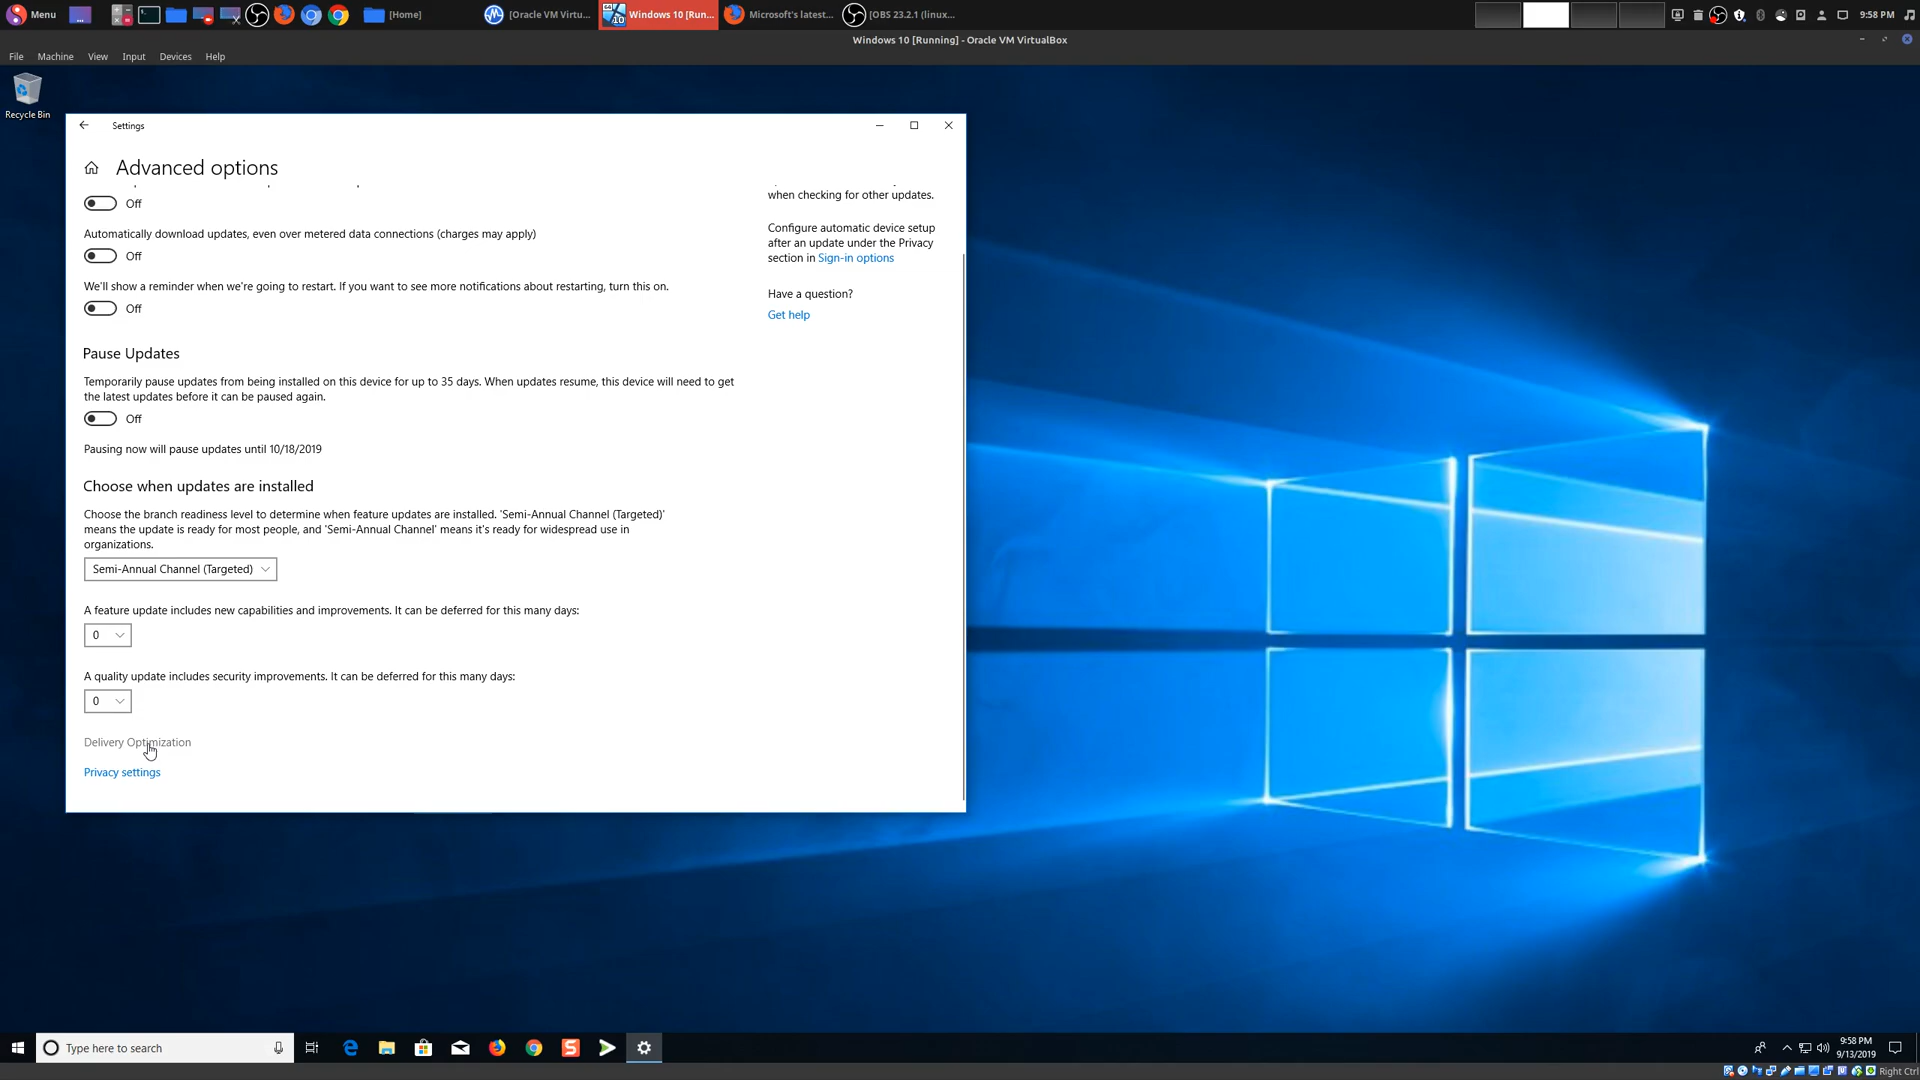 Menu
[Home]
[Oracle VM Virtu...
Windows 10 [Run...
Microsoft's latest...
[OBS 23.2.1 (linux...
9:58 PM
Windows 10 [Running] - Oracle VM VirtualBox
File Machine View Input Devices Help
Recycle Bin
Settings
Advanced options
Off
Automatically download updates, even over metered data connections (charges may apply)
Off
We'll show a reminder when we're going to restart. If you want to see more notifications about restarting, turn this on.
Off
Pause Updates
Temporarily pause updates from being installed on this device for up to 35 days. When updates resume, this device will need to get
the latest updates before it can be paused again.
Off
Pausing now will pause updates until 10/18/2019
Choose when updates are installed
Choose the branch readiness level to determine when feature updates are installed. 'Semi-Annual Channel (Targeted)'
means the update is ready for most people, and 'Semi-Annual Channel' means it's ready for widespread use in
organizations.
Semi-Annual Channel (Targeted)
A feature update includes new capabilities and improvements. It can be deferred for this many days:
0
A quality update includes security improvements. It can be deferred for this many days:
0
Delivery Optimization
Privacy settings
when checking for other updates.
Configure automatic device setup
after an update under the Privacy
section in Sign-in options
Have a question?
Get help
Type here to search
9:58 PM
9/13/2019
Right Ctrl